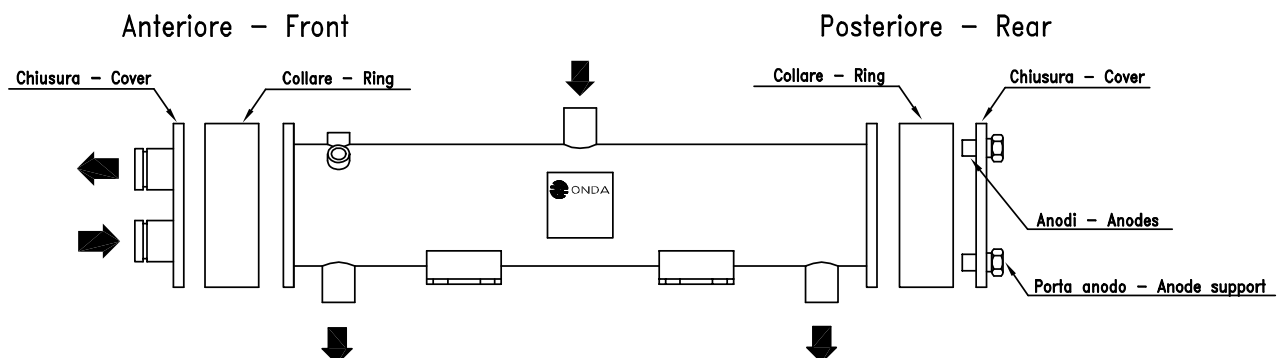 Anteriore – Front
Posteriore – Rear
Chiusura – Cover
Collare – Ring
Collare – Ring
Chiusura – Cover
ONDA
Anodi – Anodes
Porta anodo – Anode support